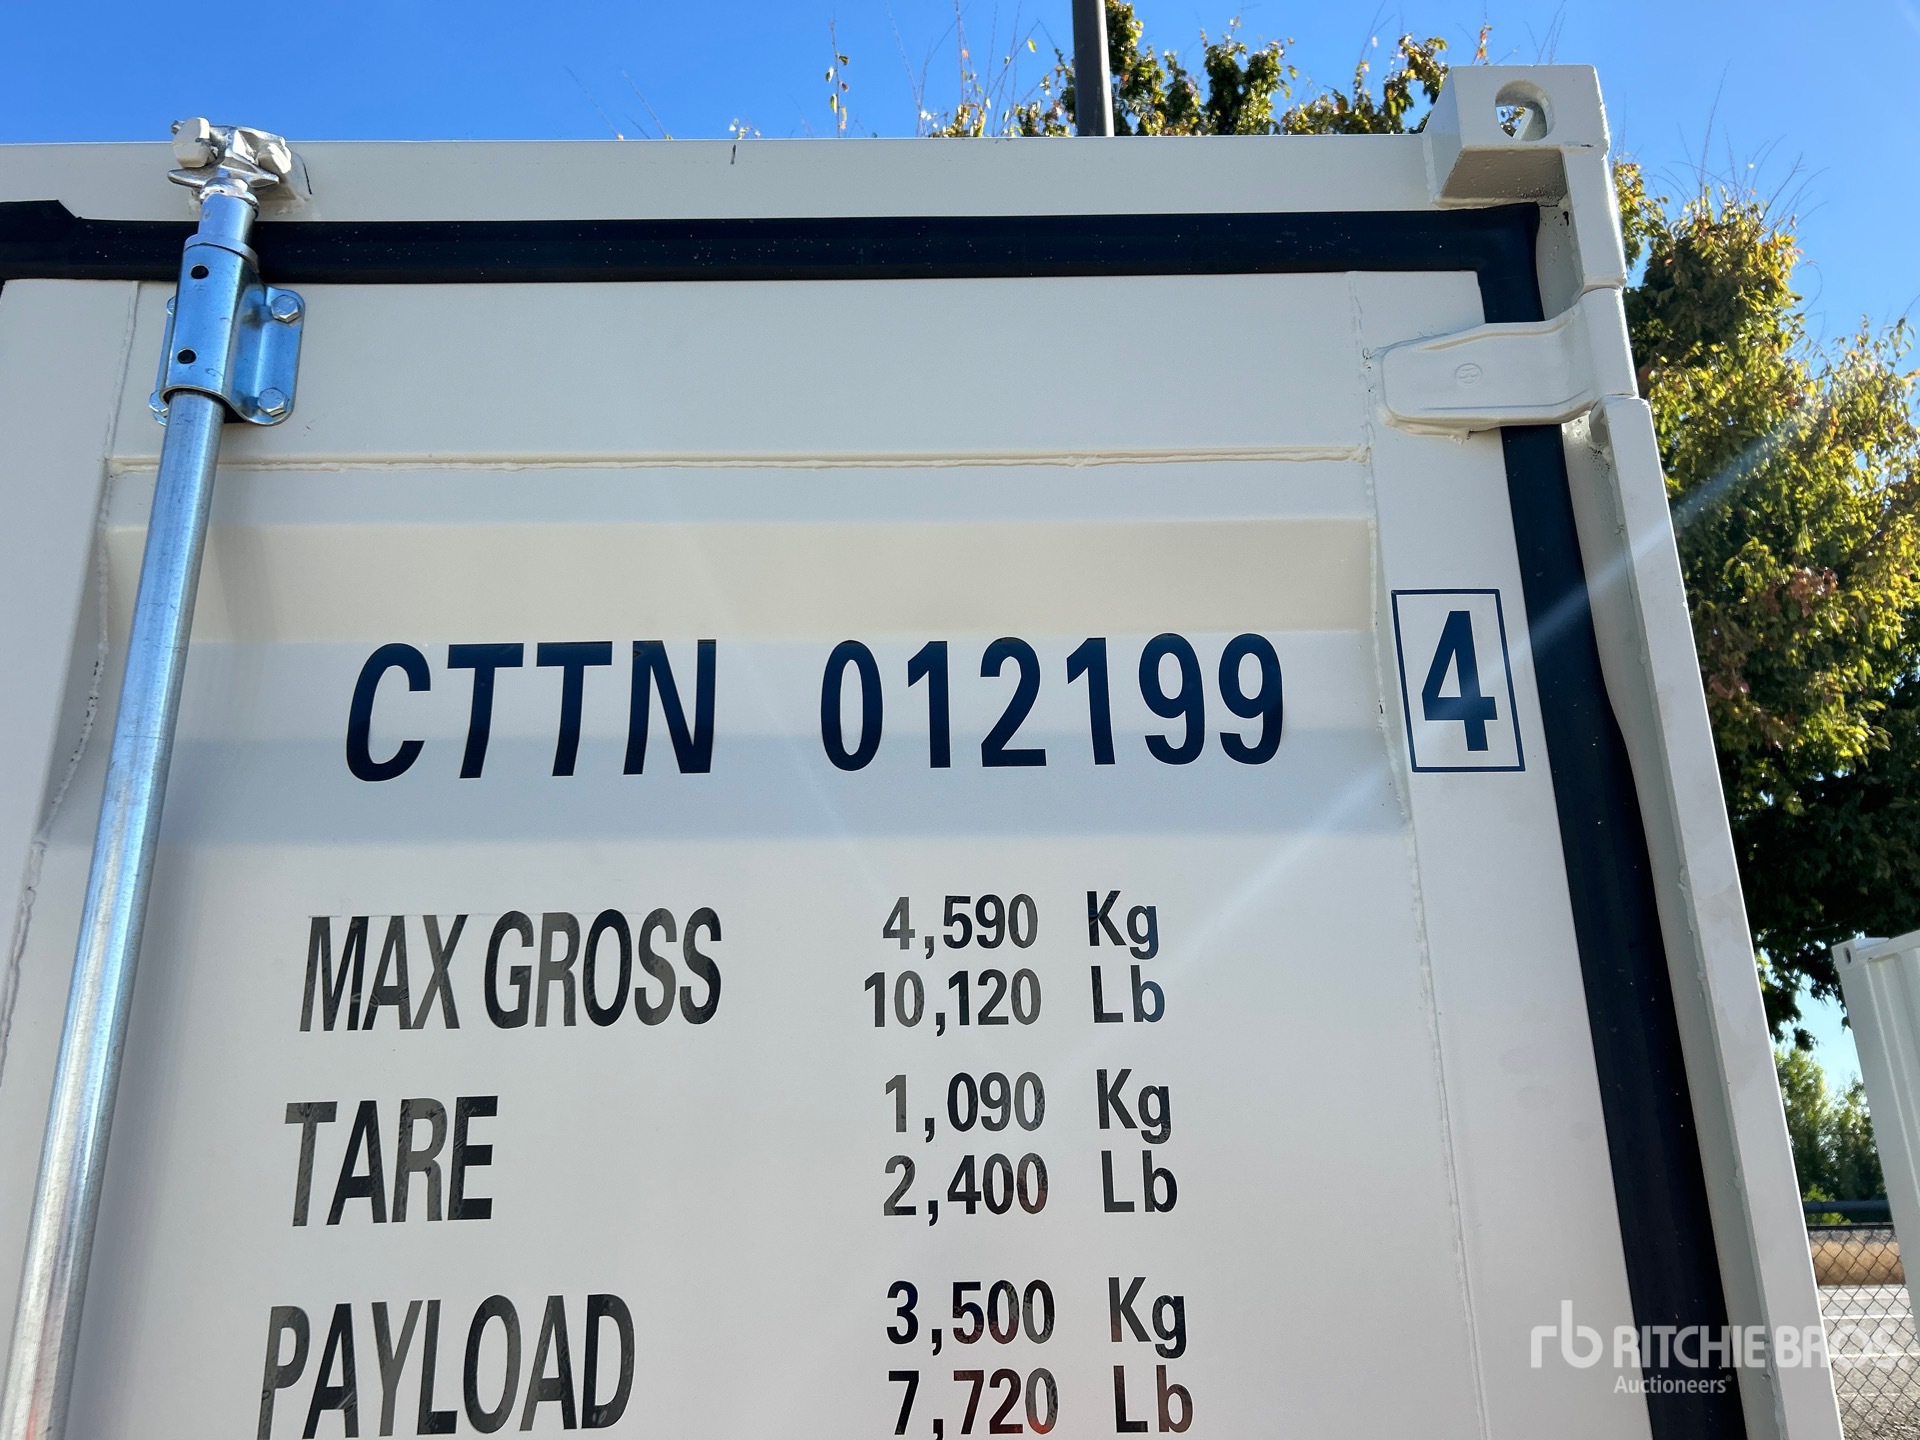 CTTN 012199 4
MAX GROSS 4,590 Kg
10,120 Lb
TARE 1,090 Kg
2,400 Lb
PAYLOAD 3,500 Kg
7,720 Lb
rb RITCHIE BROS
Auctioneers